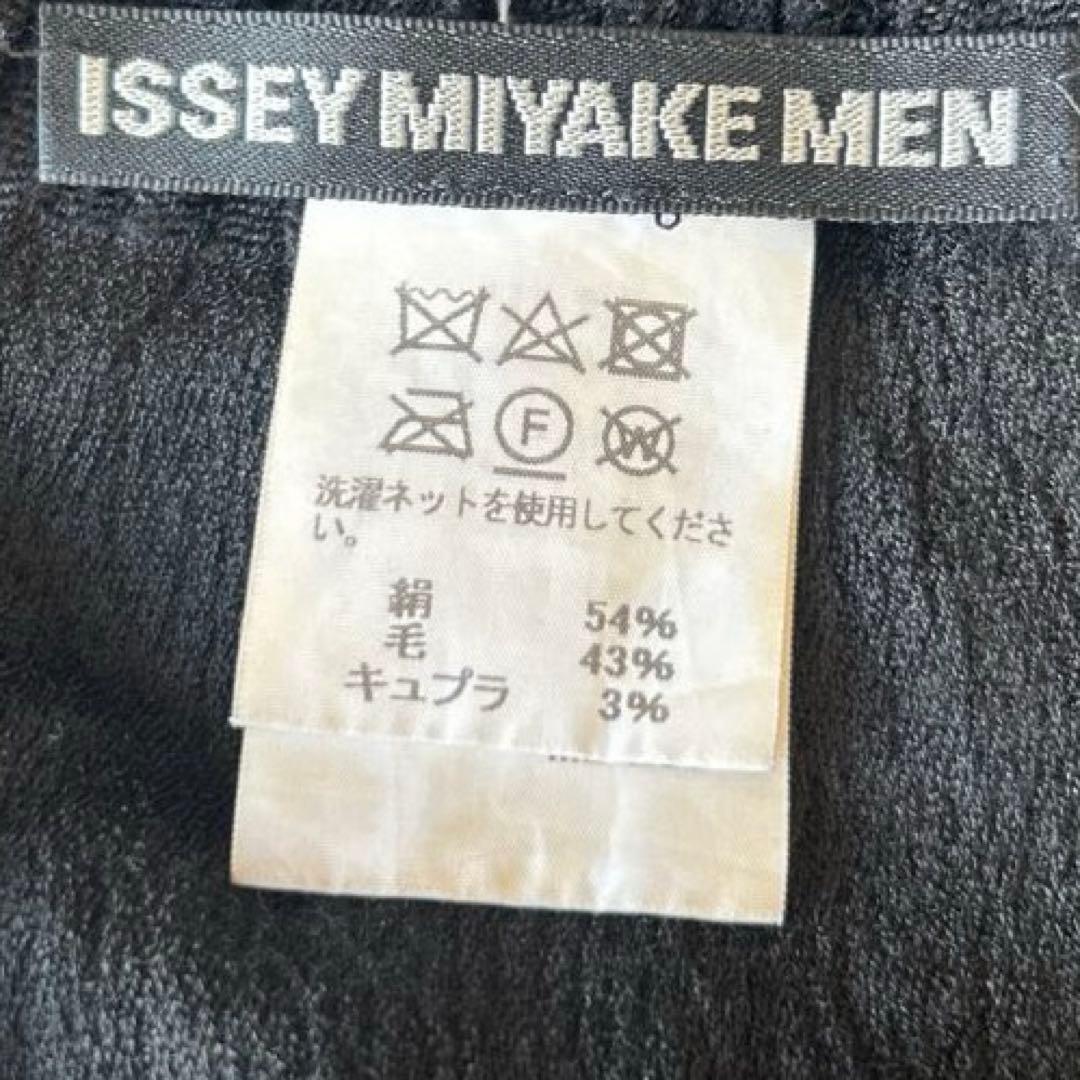 ISSEY MIYAKE MEN
F
W
洗濯ネットを使用してくださ
い。
絹 54%
毛 43%
キュプラ 3%